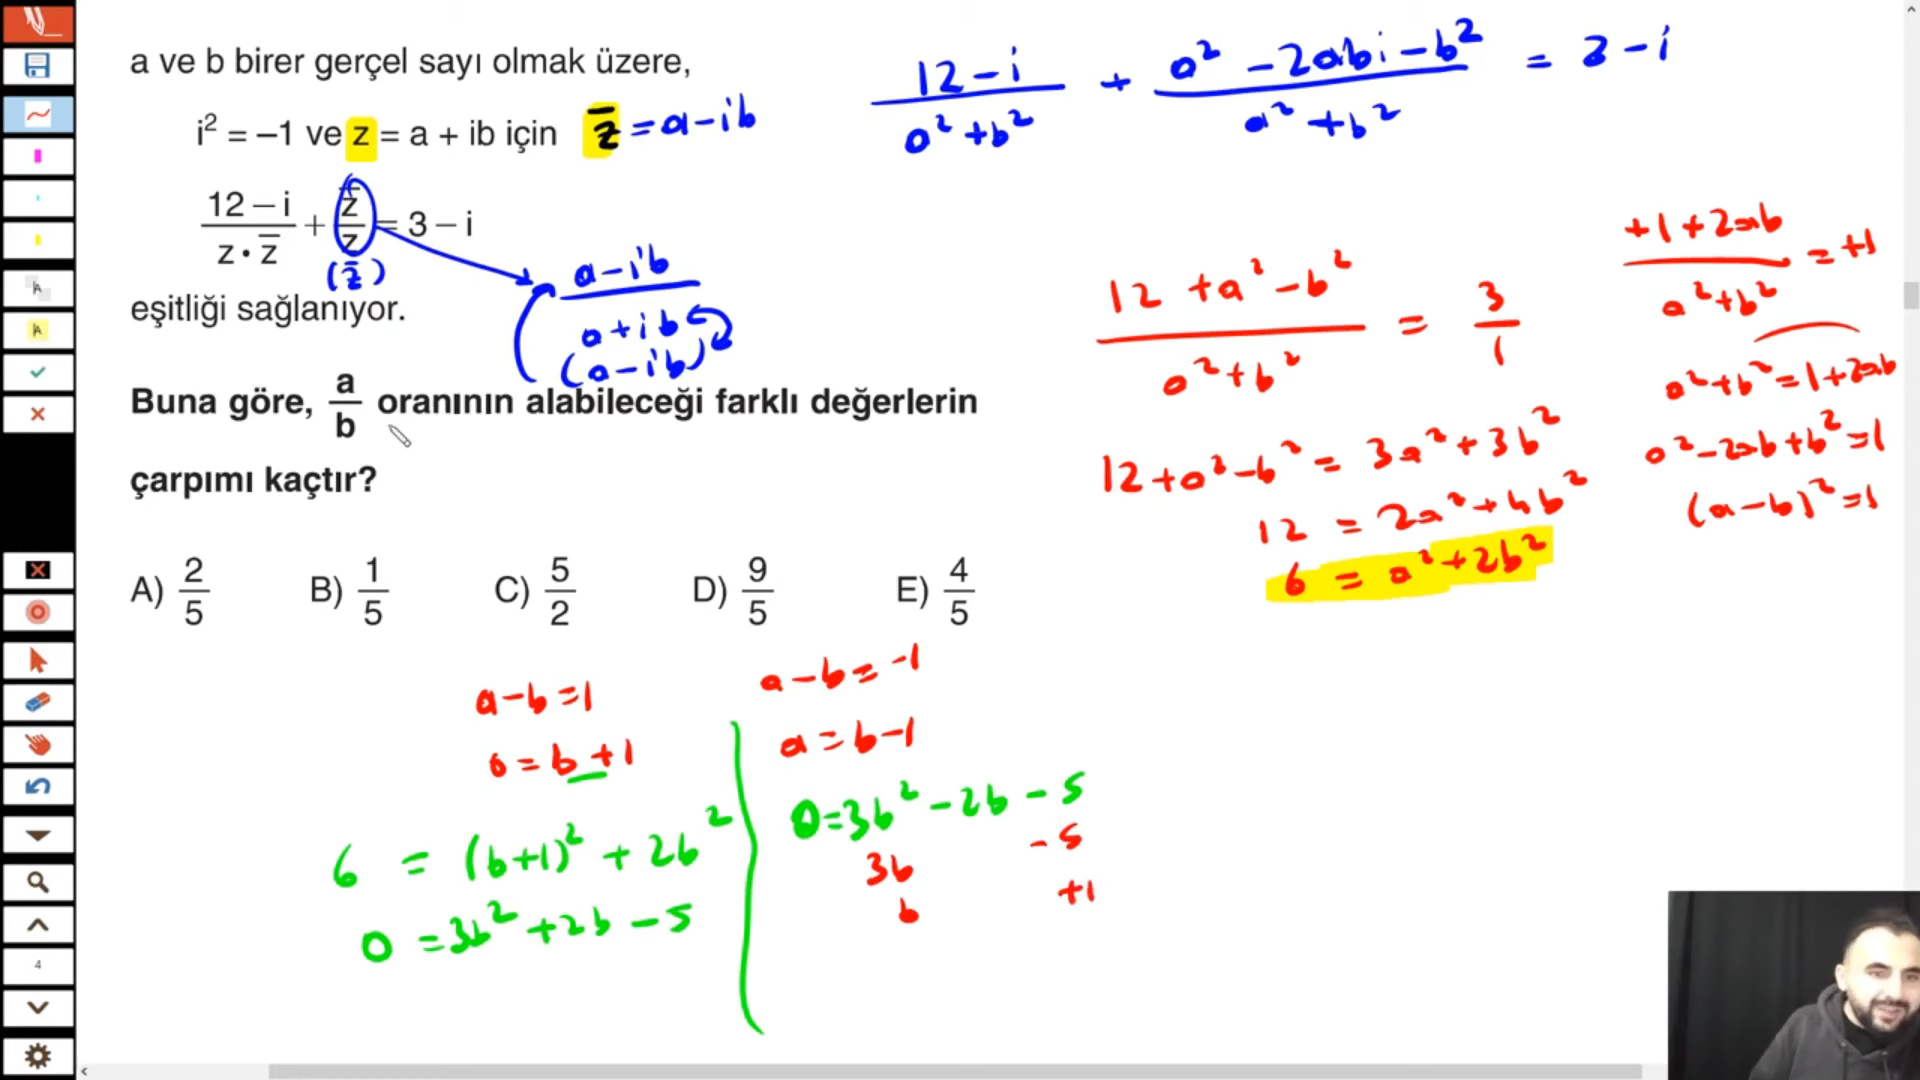 a ve b birer gerçel sayı olmak üzere,
i² = –1 ve z = a + ib için
z̄ = a – ib
(12 – i)/(z · z̄) + z̄/z = 3 – i
(z̄)
(a – ib)/(a + ib)
(a – ib)
eşitliği sağlanıyor.
Buna göre, a/b oranının alabileceği farklı değerlerin
çarpımı kaçtır?
A) 2/5 B) 1/5 C) 5/2 D) 9/5 E) 4/5
(12 – i)/(a² + b²) + (a² – 2abi – b²)/(a² + b²) = 3 – i
(12 + a² – b²)/(a² + b²) = 3/1
12 + a² – b² = 3a² + 3b²
12 = 2a² + 4b²
6 = a² + 2b²
(+1 + 2ab)/(a² + b²) = +1
a² + b² = 1 + 2ab
a² – 2ab + b² = 1
(a – b)² = 1
a – b = 1
a = b + 1
6 = (b+1)² + 2b²
0 = 3b² + 2b – 5
a – b = –1
a = b – 1
0 = 3b² – 2b – 5
3b –5
b +1
4